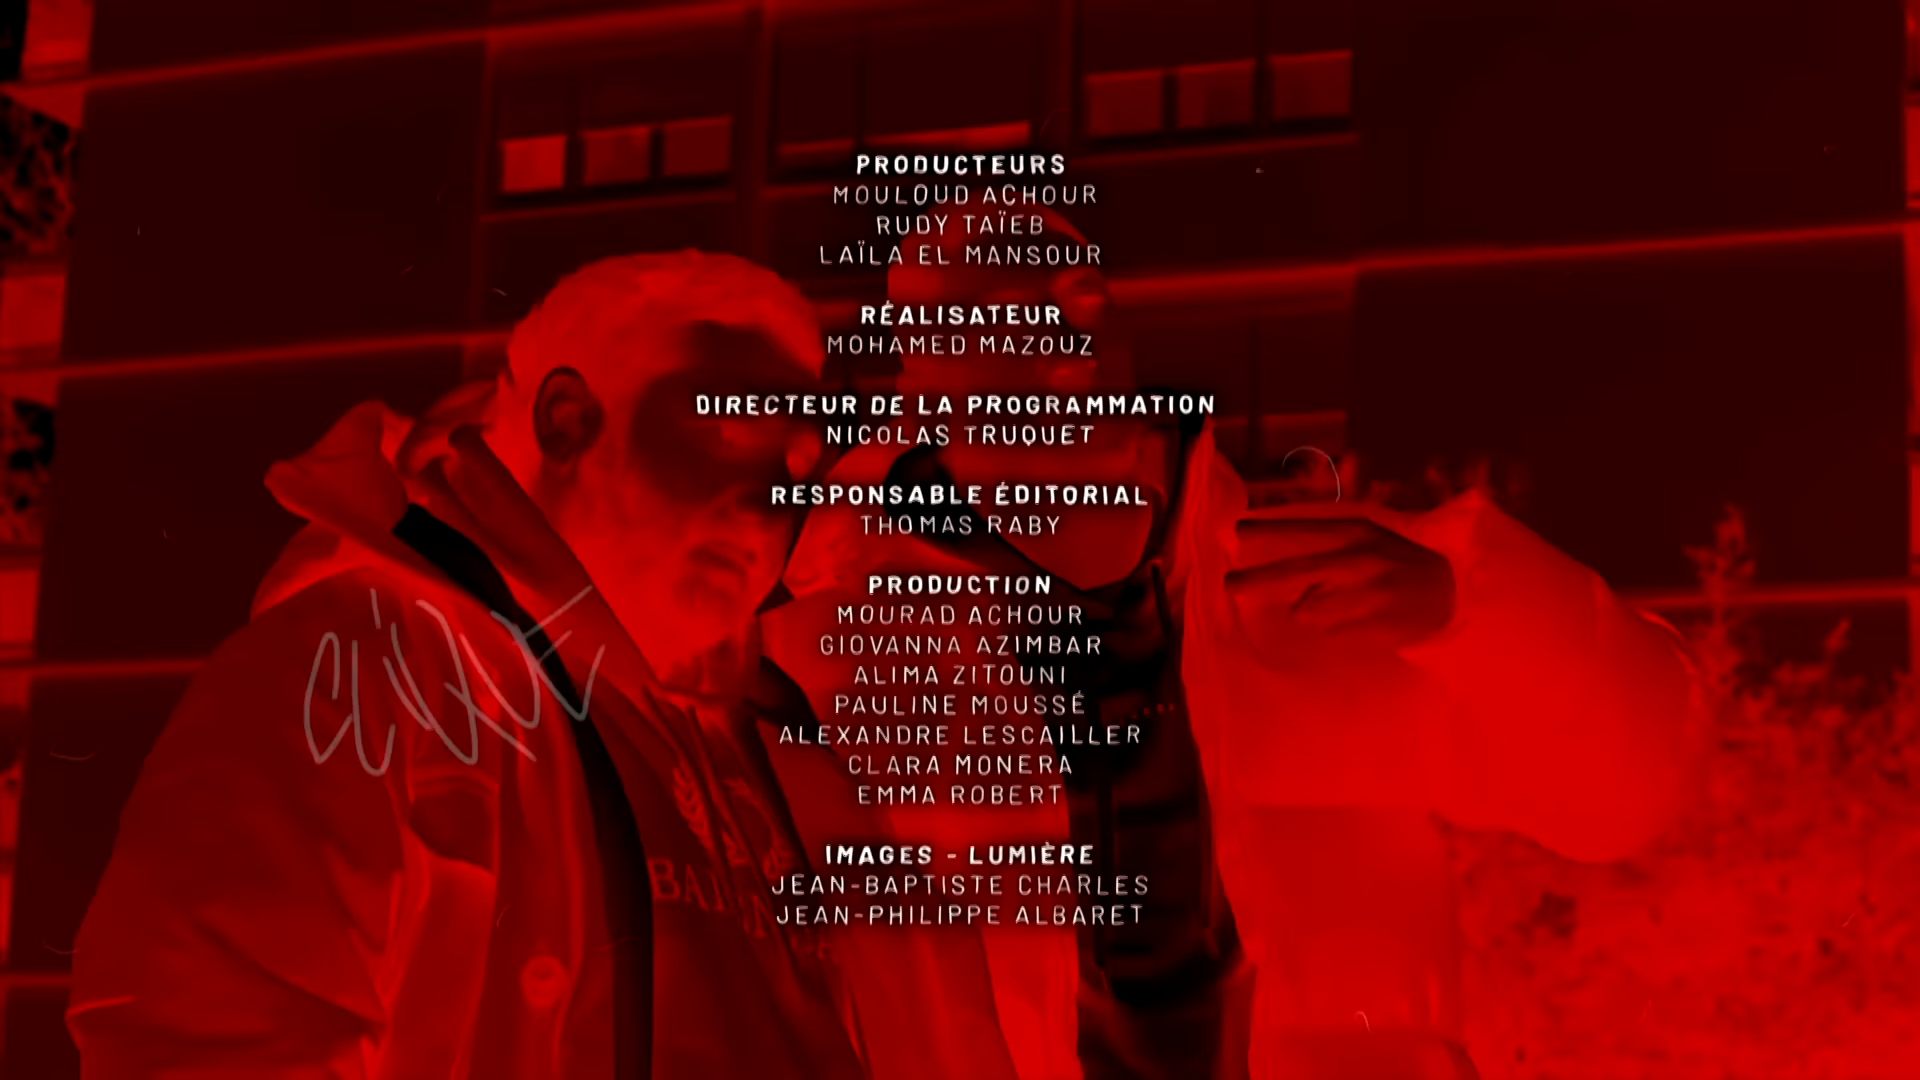 PRODUCTEURS
MOULOUD ACHOUR
RUDY TAÏEB
LAÏLA EL MANSOUR
RÉALISATEUR
MOHAMED MAZOUZ
DIRECTEUR DE LA PROGRAMMATION
NICOLAS TRUQUET
RESPONSABLE ÉDITORIAL
THOMAS RABY
PRODUCTION
MOURAD ACHOUR
GIOVANNA AZIMBAR
ALIMA ZITOUNI
PAULINE MOUSSÉ
ALEXANDRE LESCAILLER
CLARA MONERA
EMMA ROBERT
IMAGES - LUMIÈRE
JEAN-BAPTISTE CHARLES
JEAN-PHILIPPE ALBARET
CLIQUE